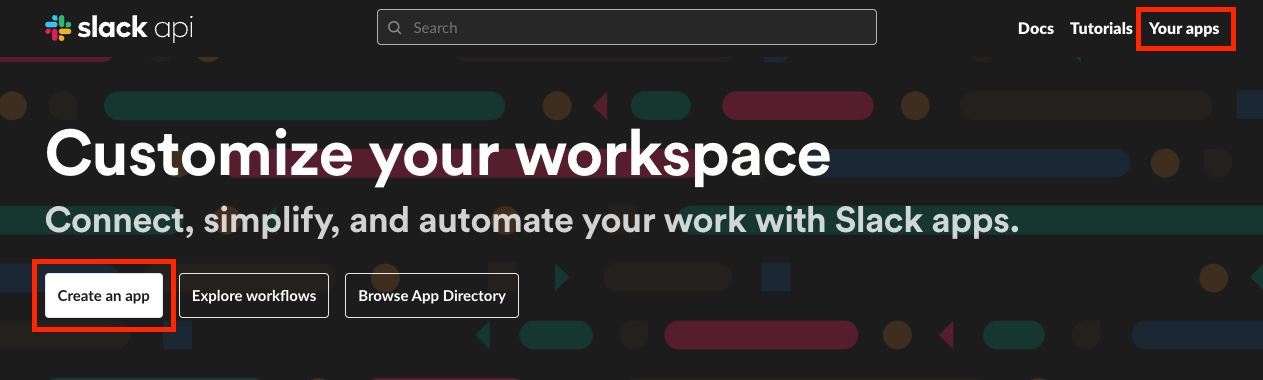 slack api
Search
Docs
Tutorials
Your apps
Customize your workspace
Connect, simplify, and automate your work with Slack apps.
Create an app
Explore workflows
Browse App Directory